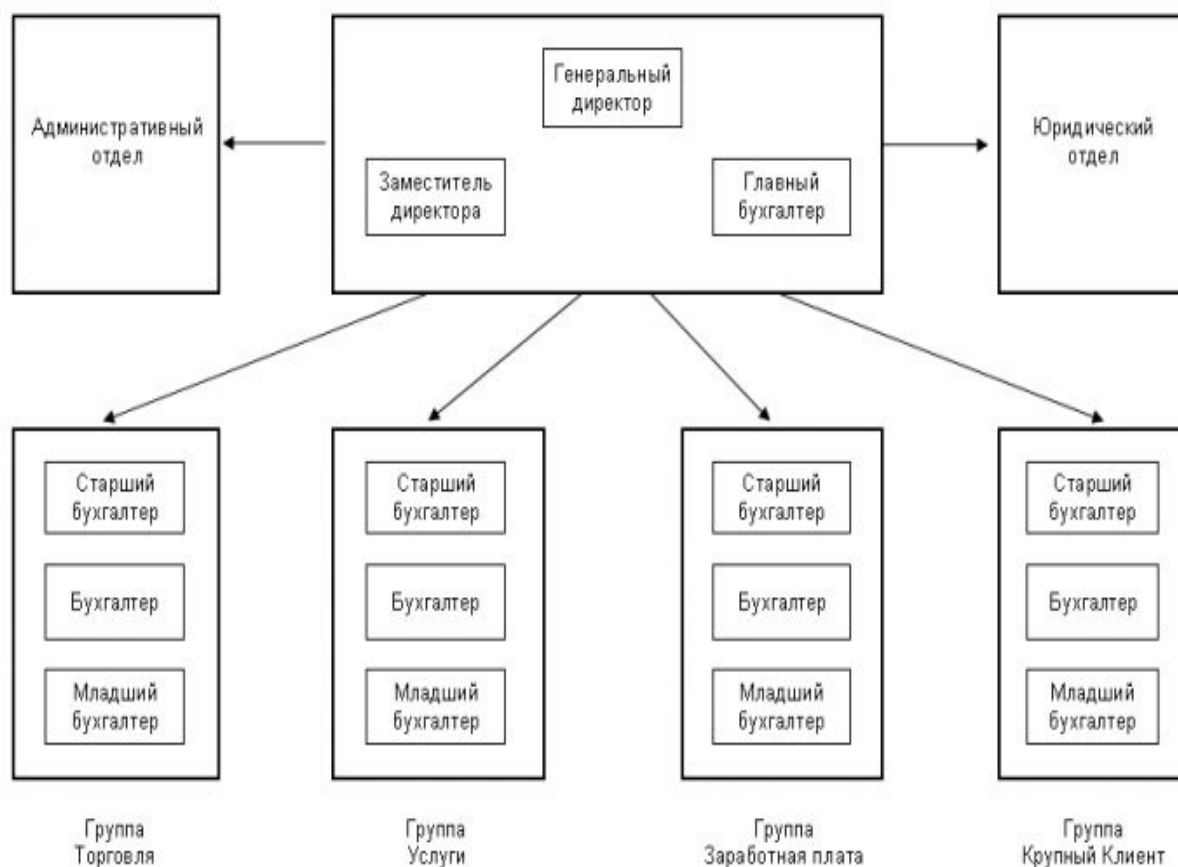 Генеральный
директор
Административный
отдел
Юридический
отдел
Заместитель
директора
Главный
бухгалтер
Старший
бухгалтер
Бухгалтер
Младший
бухгалтер
Группа
Торговля
Старший
бухгалтер
Бухгалтер
Младший
бухгалтер
Группа
Услуги
Старший
бухгалтер
Бухгалтер
Младший
бухгалтер
Группа
Заработная плата
Старший
бухгалтер
Бухгалтер
Младший
бухгалтер
Группа
Крупный Клиент